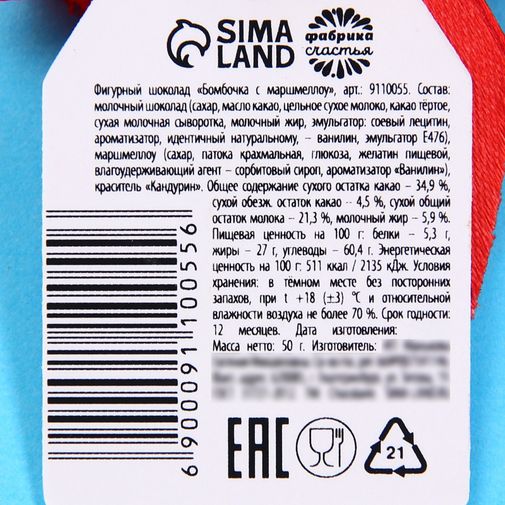 SIMA LAND
фабрика счастья
Фигурный шоколад «Бомбочка с маршмеллоу», арт.: 9110055. Состав:
молочный шоколад (сахар, масло какао, цельное сухое молоко, какао тёртое,
сухая молочная сыворотка, молочный жир, эмульгатор: соевый лецитин,
ароматизатор, идентичный натуральному, – ванилин, эмульгатор Е476),
маршмеллоу (сахар, патока крахмальная, глюкоза, желатин пищевой,
влагоудерживающий агент – сорбитовый сироп, ароматизатор «Ванилин»),
краситель «Кандурин». Общее содержание сухого остатка какао – 34,9 %,
сухой обезж. остаток какао – 4,5 %, сухой общий
остаток молока – 21,3 %, молочный жир – 5,9 %.
Пищевая ценность на 100 г: белки – 5,3 г,
жиры – 27 г, углеводы – 60,4 г. Энергетическая
ценность на 100 г: 511 ккал / 2135 кДж. Условия
хранения: в тёмном месте без посторонних
запахов, при t +18 (±3) °С и относительной
влажности воздуха не более 70 %. Срок годности:
12 месяцев. Дата изготовления:
Масса нетто: 50 г. Изготовитель:
6 900091 100556
EAC
21